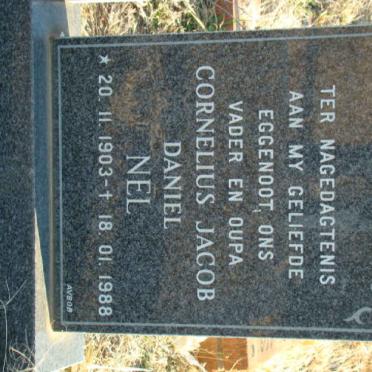 TER NAGEDAGTENIS
AAN MY GELIEFDE
EGGENOOT, ONS
VADER EN OUPA
CORNELIUS JACOB
DANIEL
NEL
★ 20. 11. 1903 - † 18. 01. 1988
AVBOB